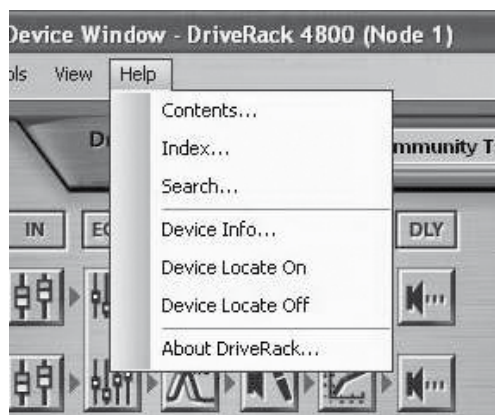 Device Window - DriveRack 4800 (Node 1)
View Help
Contents...
Index...
Search...
Device Info...
Device Locate On
Device Locate Off
About DriveRack...
IN
DLY